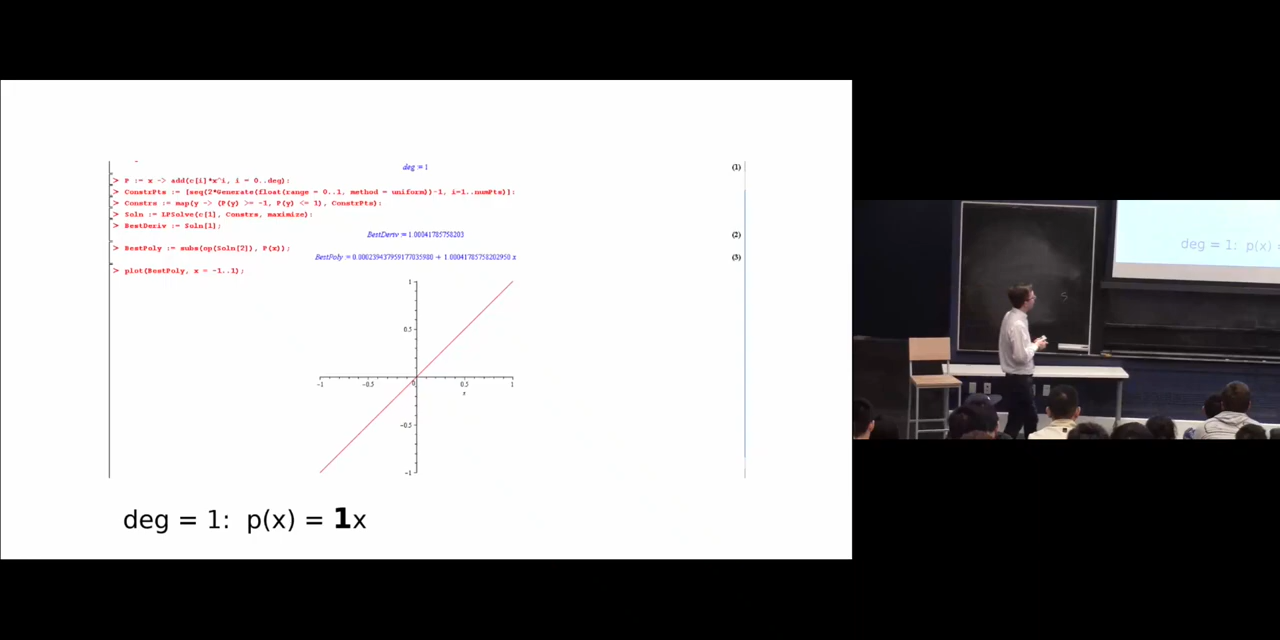 deg := 1
(1)
> P := x -> add(c[i]*x^i, i = 0..deg):
> ConstrPts := [seq(2*Generate(float(range = 0..1, method = uniform))-1, i=1..numPts)]:
> Constrs := map(y -> (P(y) >= -1, P(y) <= 1), ConstrPts):
> Soln := LPSolve(c[1], Constrs, maximize):
> BestDeriv := Soln[1];
BestDeriv := 1.00041785758203
(2)
> BestPoly := subs(op(Soln[2]), P(x));
BestPoly := 0.000239437959177035980 + 1.00041785758202950 x
(3)
> plot(BestPoly, x = -1..1);
1
0.5
-1 -0.5 0 0.5 1
x
-0.5
-1
deg = 1: p(x) = 1x
deg = 1: p(x) =
5